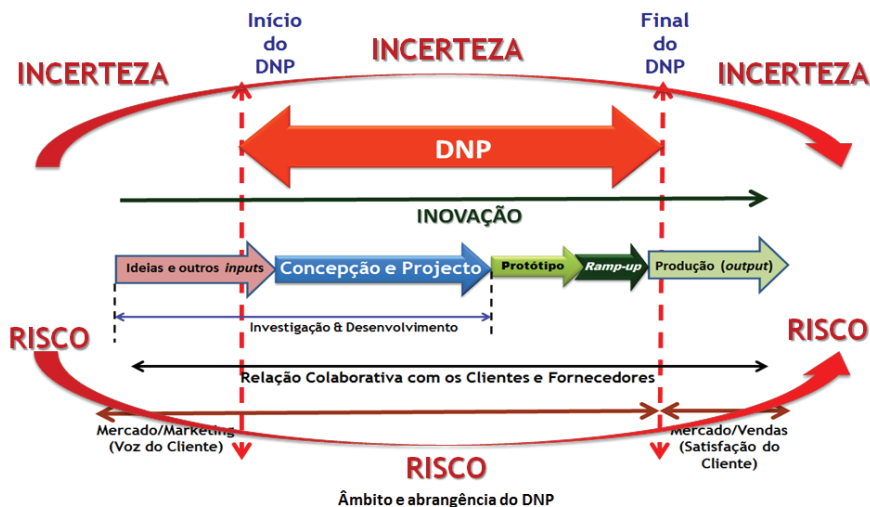 Início
do
DNP
Final
do
DNP
INCERTEZA
INCERTEZA
INCERTEZA
DNP
INOVAÇÃO
Ideias e outros inputs
Concepção e Projecto
Protótipo
Ramp-up
Produção (output)
Investigação & Desenvolvimento
RISCO
RISCO
Relação Colaborativa com os Clientes e Fornecedores
Mercado/Marketing
(Voz do Cliente)
Mercado/Vendas
(Satisfação do
Cliente)
RISCO
Âmbito e abrangência do DNP